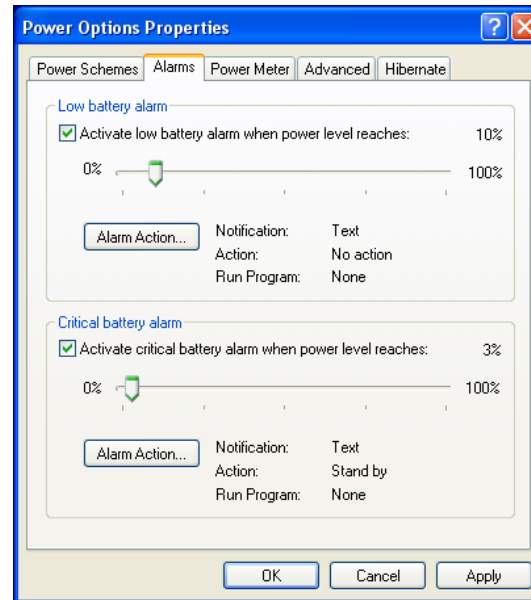 Power Options Properties
Power Schemes Alarms Power Meter Advanced Hibernate
Low battery alarm
Activate low battery alarm when power level reaches: 10%
0% 100%
Alarm Action... Notification: Text
Action: No action
Run Program: None
Critical battery alarm
Activate critical battery alarm when power level reaches: 3%
0% 100%
Alarm Action... Notification: Text
Action: Stand by
Run Program: None
OK Cancel Apply